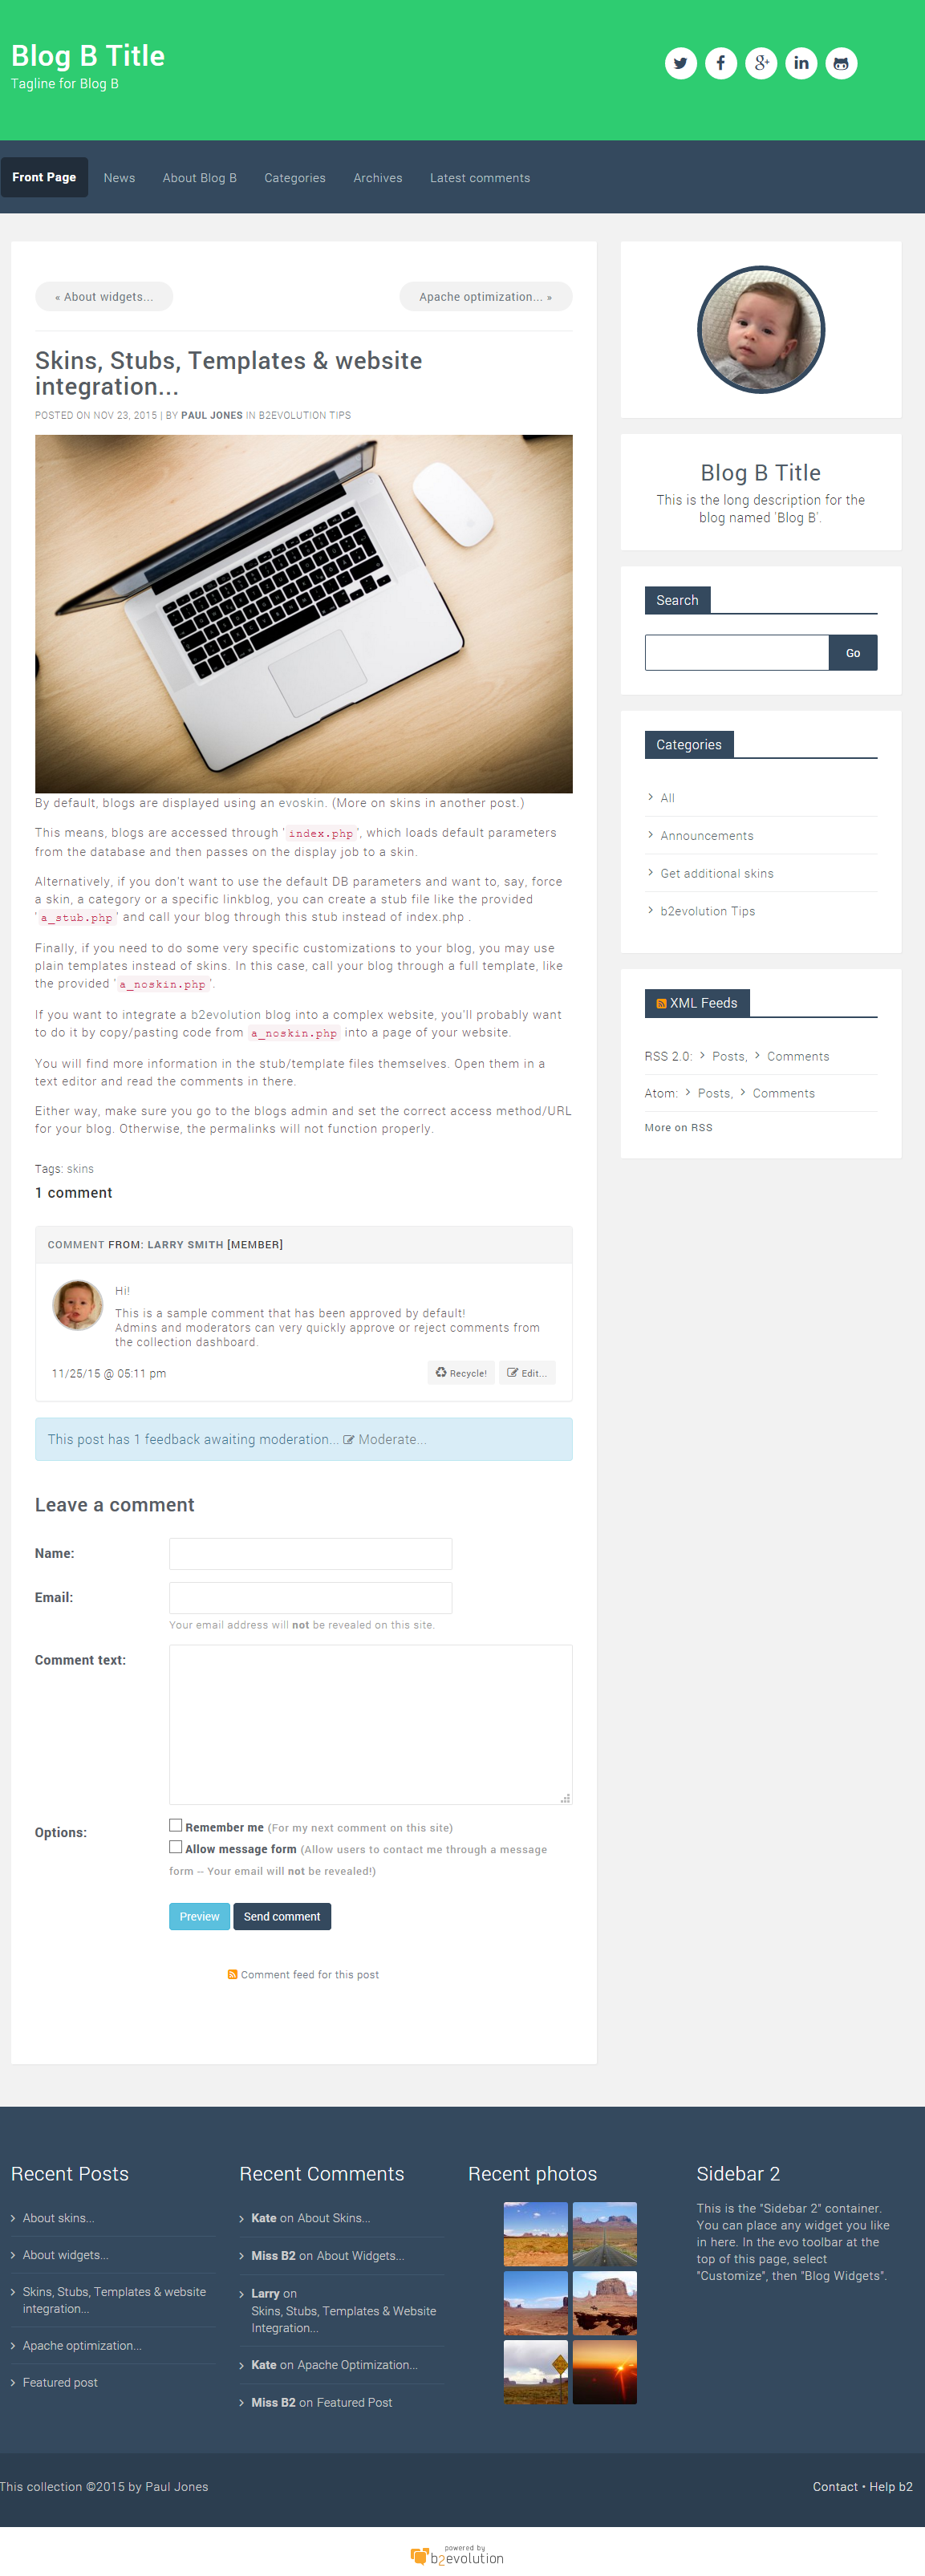 Blog B Title
Tagline for Blog B
Front Page
News
About Blog B
Categories
Archives
Latest comments
« About widgets...
Apache optimization... »
Skins, Stubs, Templates & website
integration...
POSTED ON NOV 23, 2015 | BY PAUL JONES IN B2EVOLUTION TIPS
By default, blogs are displayed using an evoskin. (More on skins in another post.)
This means, blogs are accessed through 'index.php', which loads default parameters
from the database and then passes on the display job to a skin.
Alternatively, if you don't want to use the default DB parameters and want to, say, force
a skin, a category or a specific linkblog, you can create a stub file like the provided
'a_stub.php' and call your blog through this stub instead of index.php .
Finally, if you need to do some very specific customizations to your blog, you may use
plain templates instead of skins. In this case, call your blog through a full template, like
the provided 'a_noskin.php'.
If you want to integrate a b2evolution blog into a complex website, you'll probably want
to do it by copy/pasting code from a_noskin.php into a page of your website.
You will find more information in the stub/template files themselves. Open them in a
text editor and read the comments in there.
Either way, make sure you go to the blogs admin and set the correct access method/URL
for your blog. Otherwise, the permalinks will not function properly.
Tags: skins
1 comment
COMMENT FROM: LARRY SMITH [MEMBER]
Hi!
This is a sample comment that has been approved by default!
Admins and moderators can very quickly approve or reject comments from
the collection dashboard.
11/25/15 @ 05:11 pm
Recycle!
Edit...
This post has 1 feedback awaiting moderation... Moderate...
Leave a comment
Name:
Email:
Your email address will not be revealed on this site.
Comment text:
Options:
Remember me (For my next comment on this site)
Allow message form (Allow users to contact me through a message
form -- Your email will not be revealed!)
Preview
Send comment
Comment feed for this post
Blog B Title
This is the long description for the
blog named 'Blog B'.
Search
Go
Categories
All
Announcements
Get additional skins
b2evolution Tips
XML Feeds
RSS 2.0: Posts, Comments
Atom: Posts, Comments
More on RSS
Recent Posts
About skins...
About widgets...
Skins, Stubs, Templates & website
integration...
Apache optimization...
Featured post
Recent Comments
Kate on About Skins...
Miss B2 on About Widgets...
Larry on
Skins, Stubs, Templates & Website
Integration...
Kate on Apache Optimization...
Miss B2 on Featured Post
Recent photos
Sidebar 2
This is the "Sidebar 2" container.
You can place any widget you like
in here. In the evo toolbar at the
top of this page, select
"Customize", then "Blog Widgets".
This collection ©2015 by Paul Jones
Contact • Help b2
powered by
b2evolution